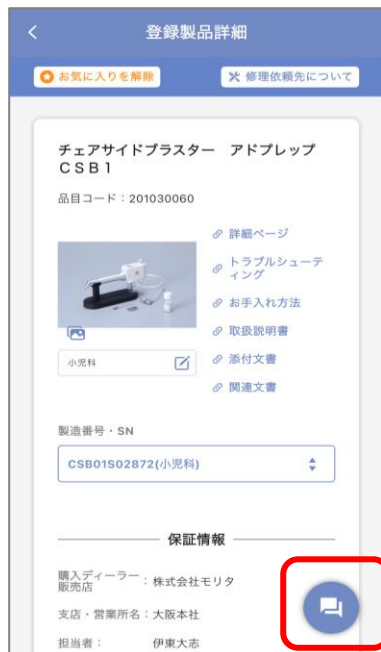 登録製品詳細
お気に入りを解除
修理依頼先について
チェアサイドブラスター　アドプレップ
ＣＳＢ１
品目コード：201030060
詳細ページ
トラブルシューテ
ィング
お手入れ方法
取扱説明書
添付文書
関連文書
小児科
製造番号・SN
CSB01S02872(小児科)
保証情報
購入ディーラー
販売店
：株式会社モリタ
支店・営業所名：大阪本社
担当者：　伊東大志